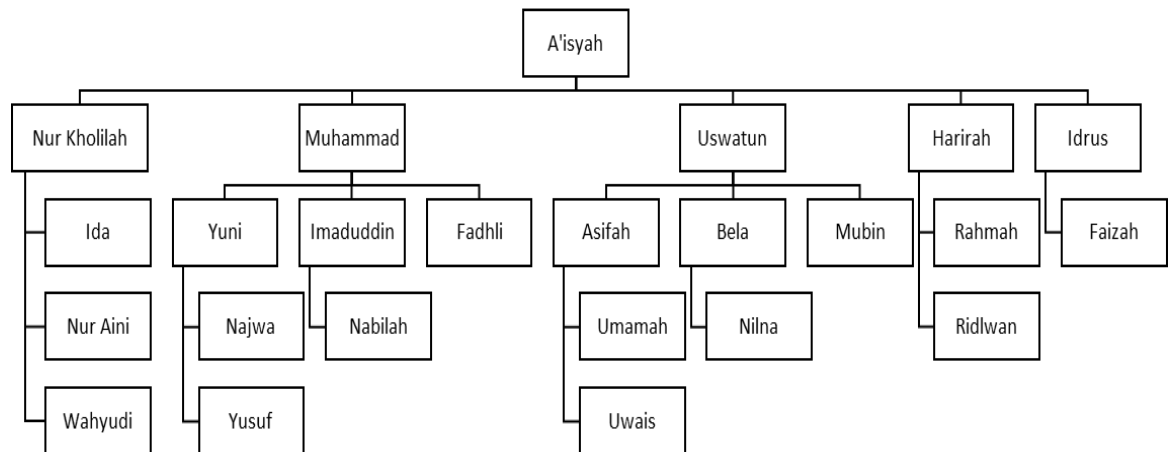 A'isyah
Nur Kholilah
Muhammad
Uswatun
Harirah
Idrus
Ida
Yuni
Imaduddin
Fadhli
Asifah
Bela
Mubin
Rahmah
Faizah
Nur Aini
Najwa
Nabilah
Umamah
Nilna
Ridlwan
Wahyudi
Yusuf
Uwais